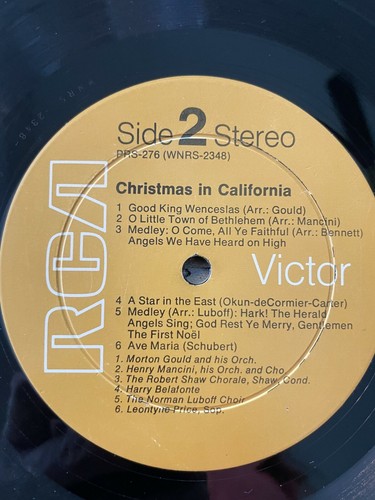 Side 2 Stereo
PRS-276 (WNRS-2348)
Christmas in California
1 Good King Wenceslas (Arr.: Gould)
2 O Little Town of Bethlehem (Arr.: Mancini)
3 Medley: O Come, All Ye Faithful (Arr.: Bennett)
Angels We Have Heard on High
RCA Victor
4 A Star in the East (Okun-deCormier-Carter)
5 Medley (Arr.: Luboff): Hark! The Herald
Angels Sing; God Rest Ye Merry, Gentlemen
The First Noël
6 Ave Maria (Schubert)
1. Morton Gould and his Orch.
2. Henry Mancini, his Orch. and Cho.
3. The Robert Shaw Chorale, Shaw, Cond.
4. Harry Belafonte
5. The Norman Luboff Choir
6. Leontyne Price, Sop.